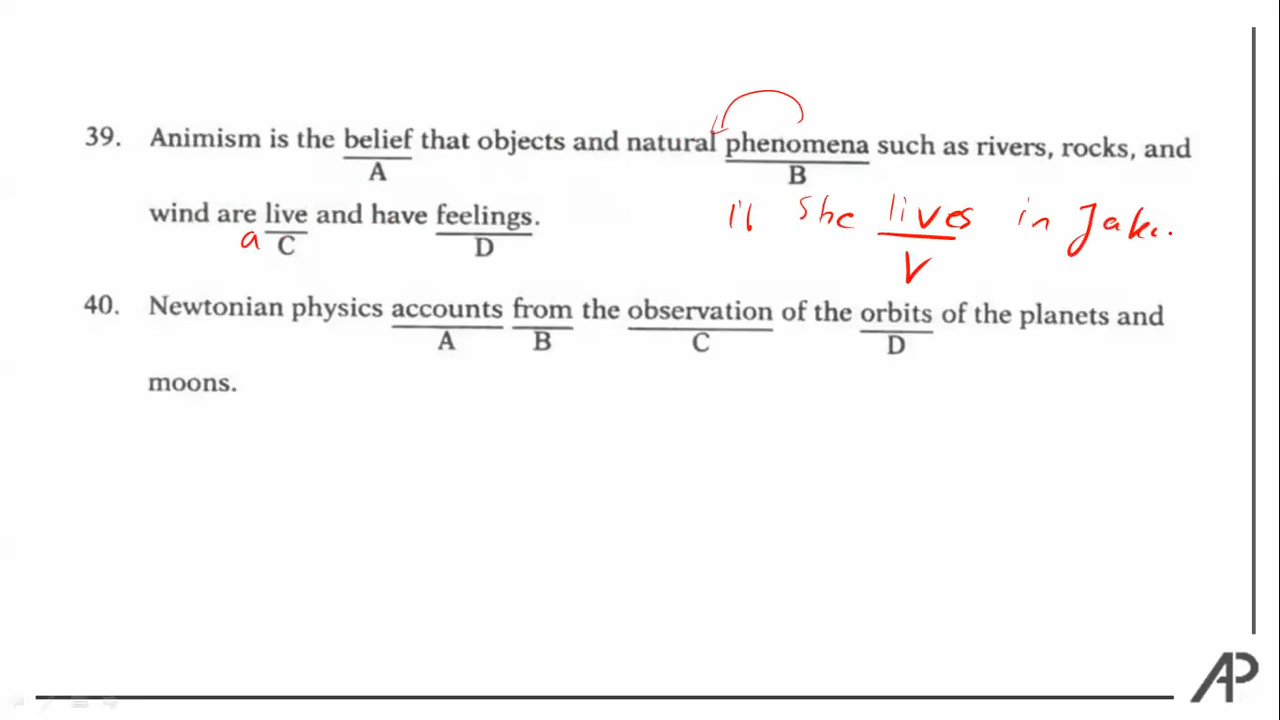 39. Animism is the belief that objects and natural phenomena such as rivers, rocks, and
A B
wind are live and have feelings.
a C D
She lives in Jak..
V
40. Newtonian physics accounts from the observation of the orbits of the planets and
A B C D
moons.
AP